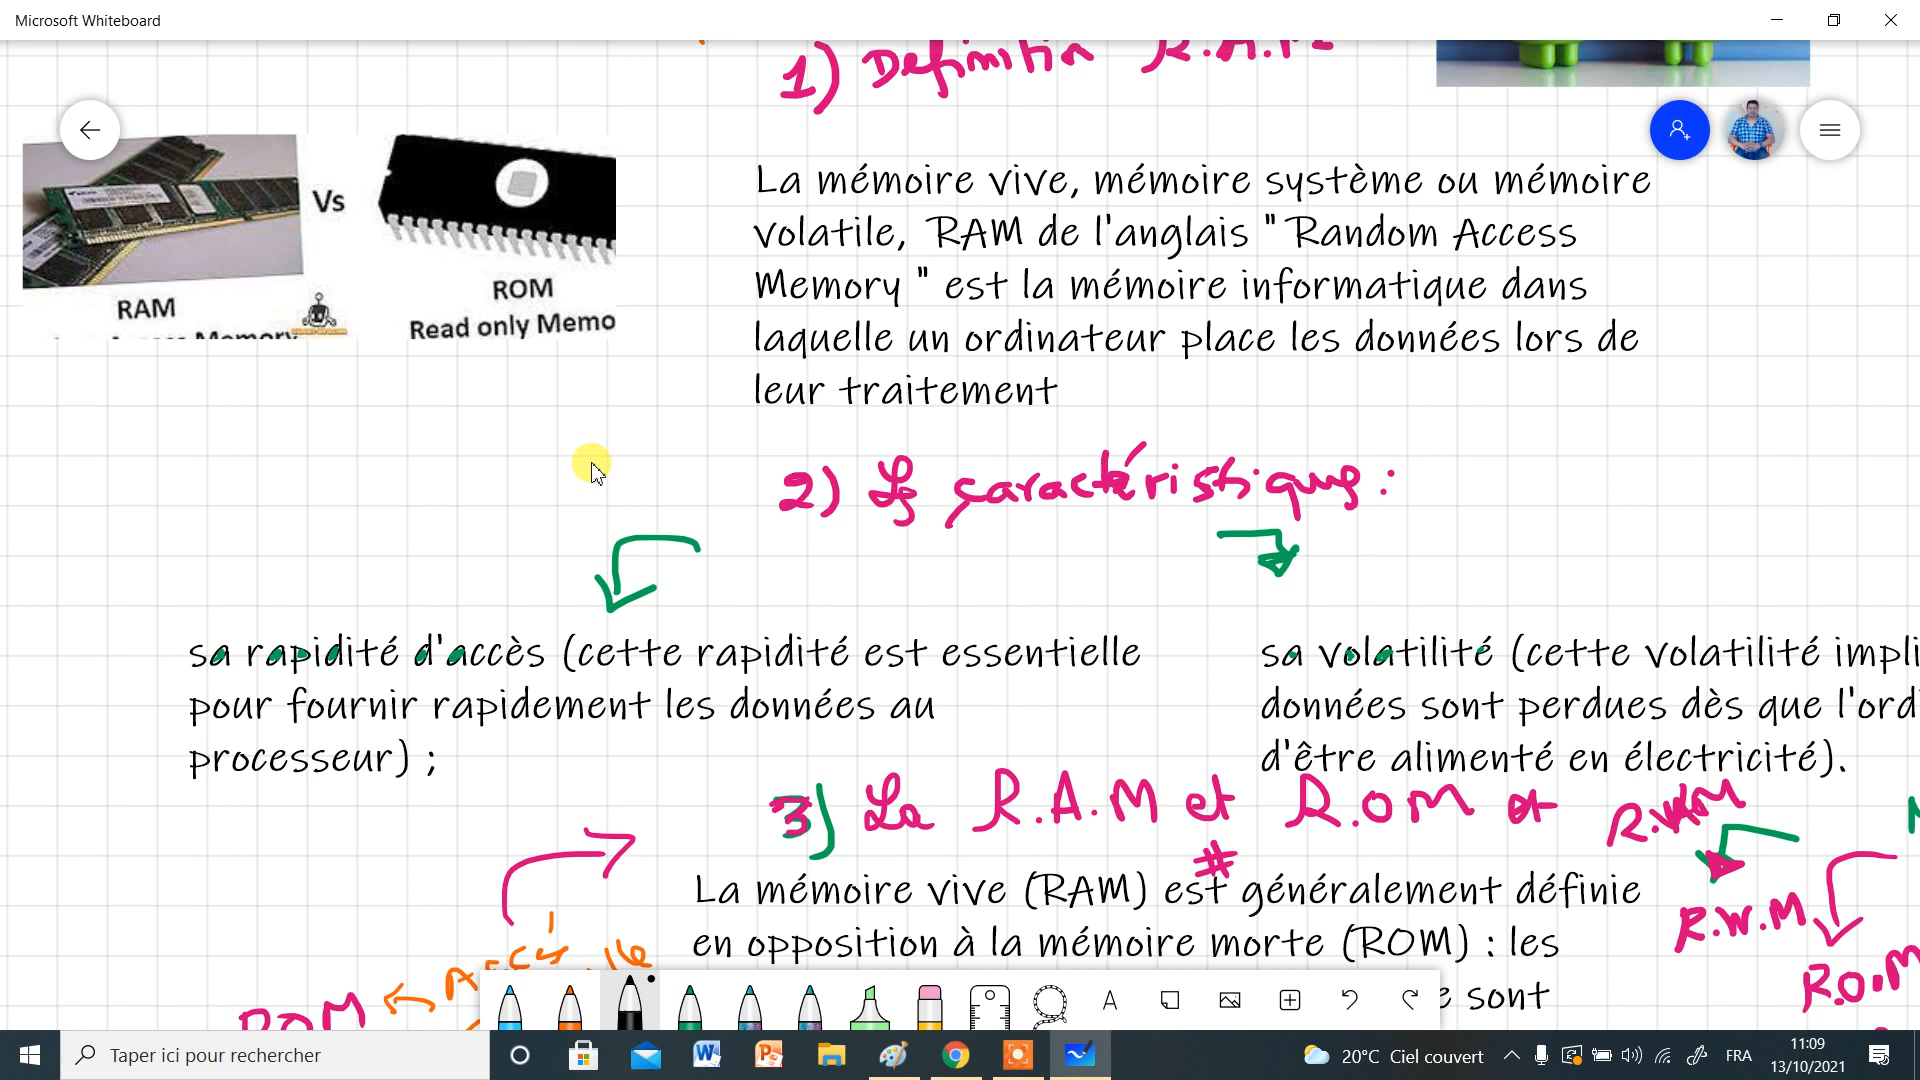 Microsoft Whiteboard
1) Definition R.A.M
Vs
RAM
ROM
Read only Memo
La mémoire vive, mémoire système ou mémoire
volatile, RAM de l'anglais " Random Access
Memory " est la mémoire informatique dans
laquelle un ordinateur place les données lors de
leur traitement
2) Les caractéristiques :
sa rapidité d'accès (cette rapidité est essentielle
pour fournir rapidement les données au
processeur) ;
sa volatilité (cette volatilité impli
données sont perdues dès que l'ord
d'être alimenté en électricité).
3) La R.A.M et R.O.M et
#
La mémoire vive (RAM) est généralement définie
en opposition à la mémoire morte (ROM) : les
sont
R.W.M
R.O.M
ROM
Taper ici pour rechercher
20°C Ciel couvert
FRA
11:09
13/10/2021